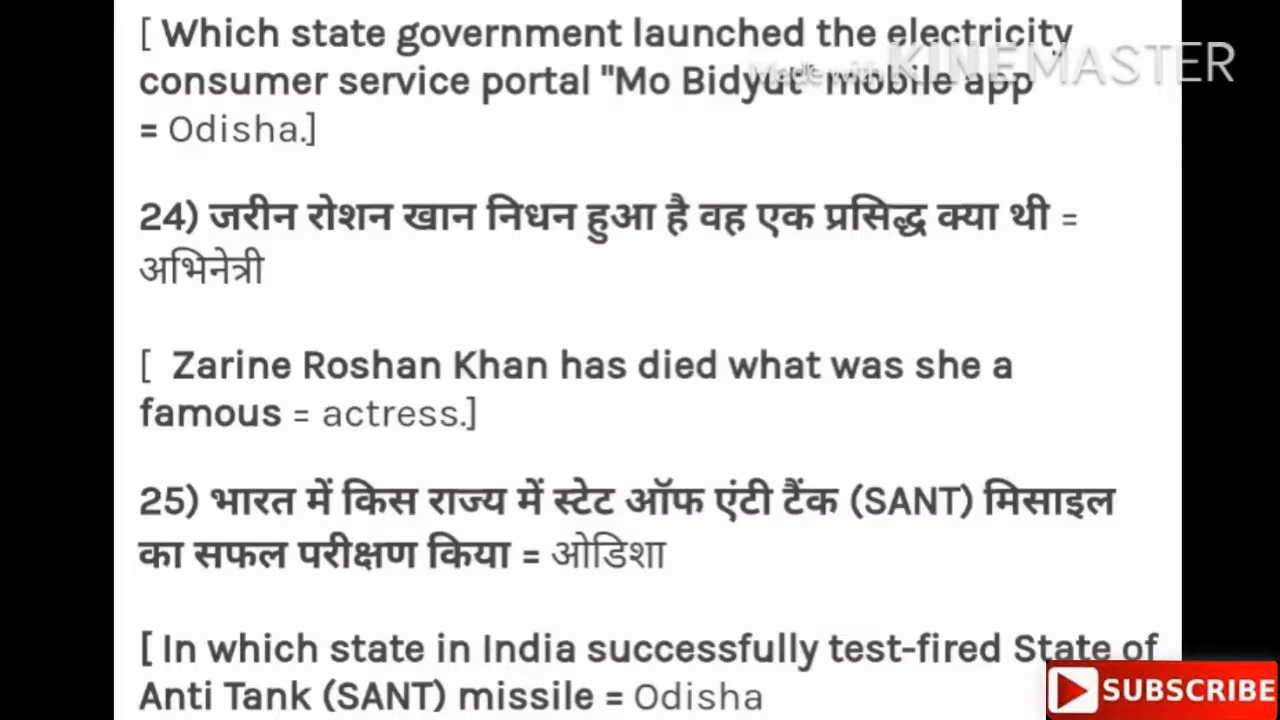 [ Which state government launched the electricity
consumer service portal "Mo Bidyut" mobile app
= Odisha.]
Made with KINEMASTER
24) जरीन रोशन खान निधन हुआ है वह एक प्रसिद्ध क्या थी =
अभिनेत्री
[ Zarine Roshan Khan has died what was she a
famous = actress.]
25) भारत में किस राज्य में स्टेट ऑफ एंटी टैंक (SANT) मिसाइल
का सफल परीक्षण किया = ओडिशा
[ In which state in India successfully test-fired State of
Anti Tank (SANT) missile = Odisha
SUBSCRIBE